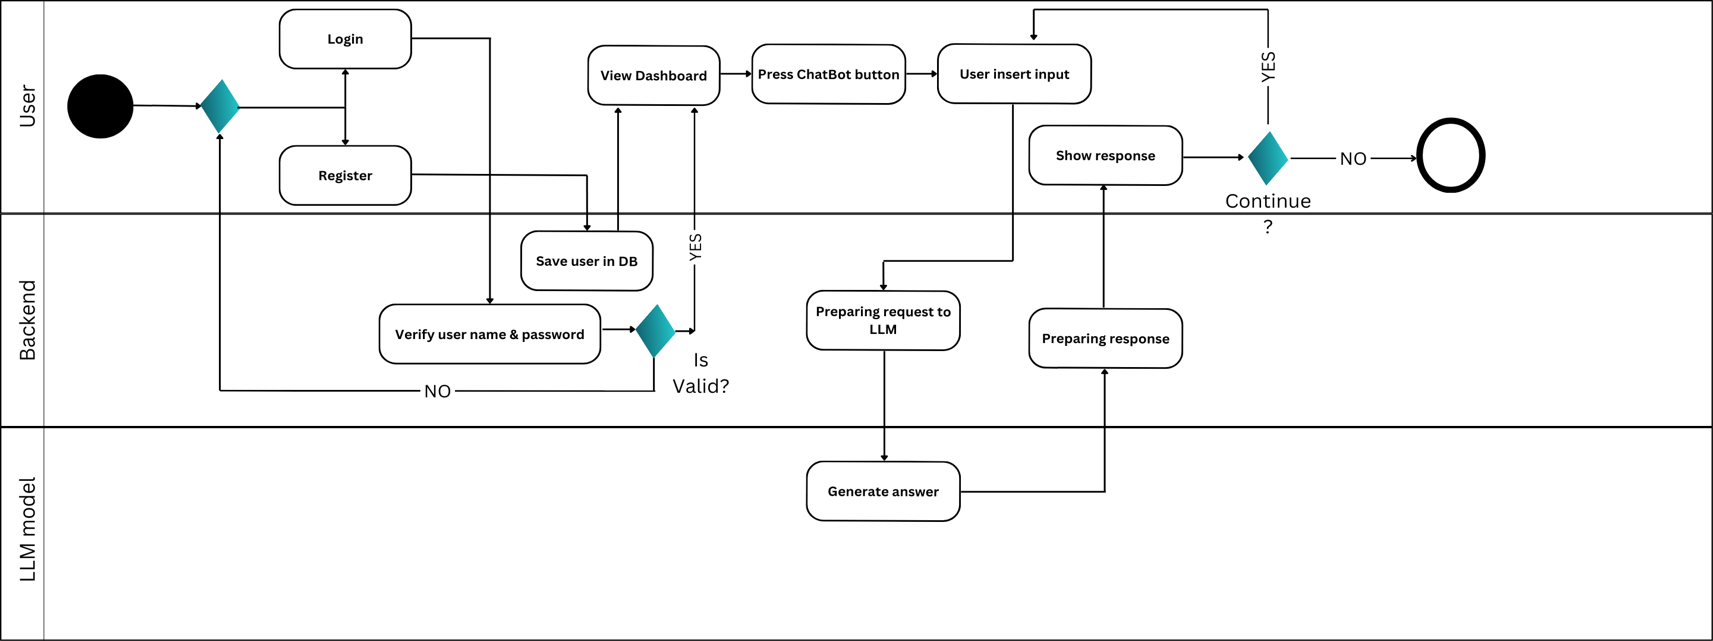 User
Login
Register
View Dashboard
Press ChatBot button
User insert input
YES
Show response
NO
Continue
?
Backend
Save user in DB
YES
Verify user name & password
Is
Valid?
NO
Preparing request to
LLM
Preparing response
LLM model
Generate answer